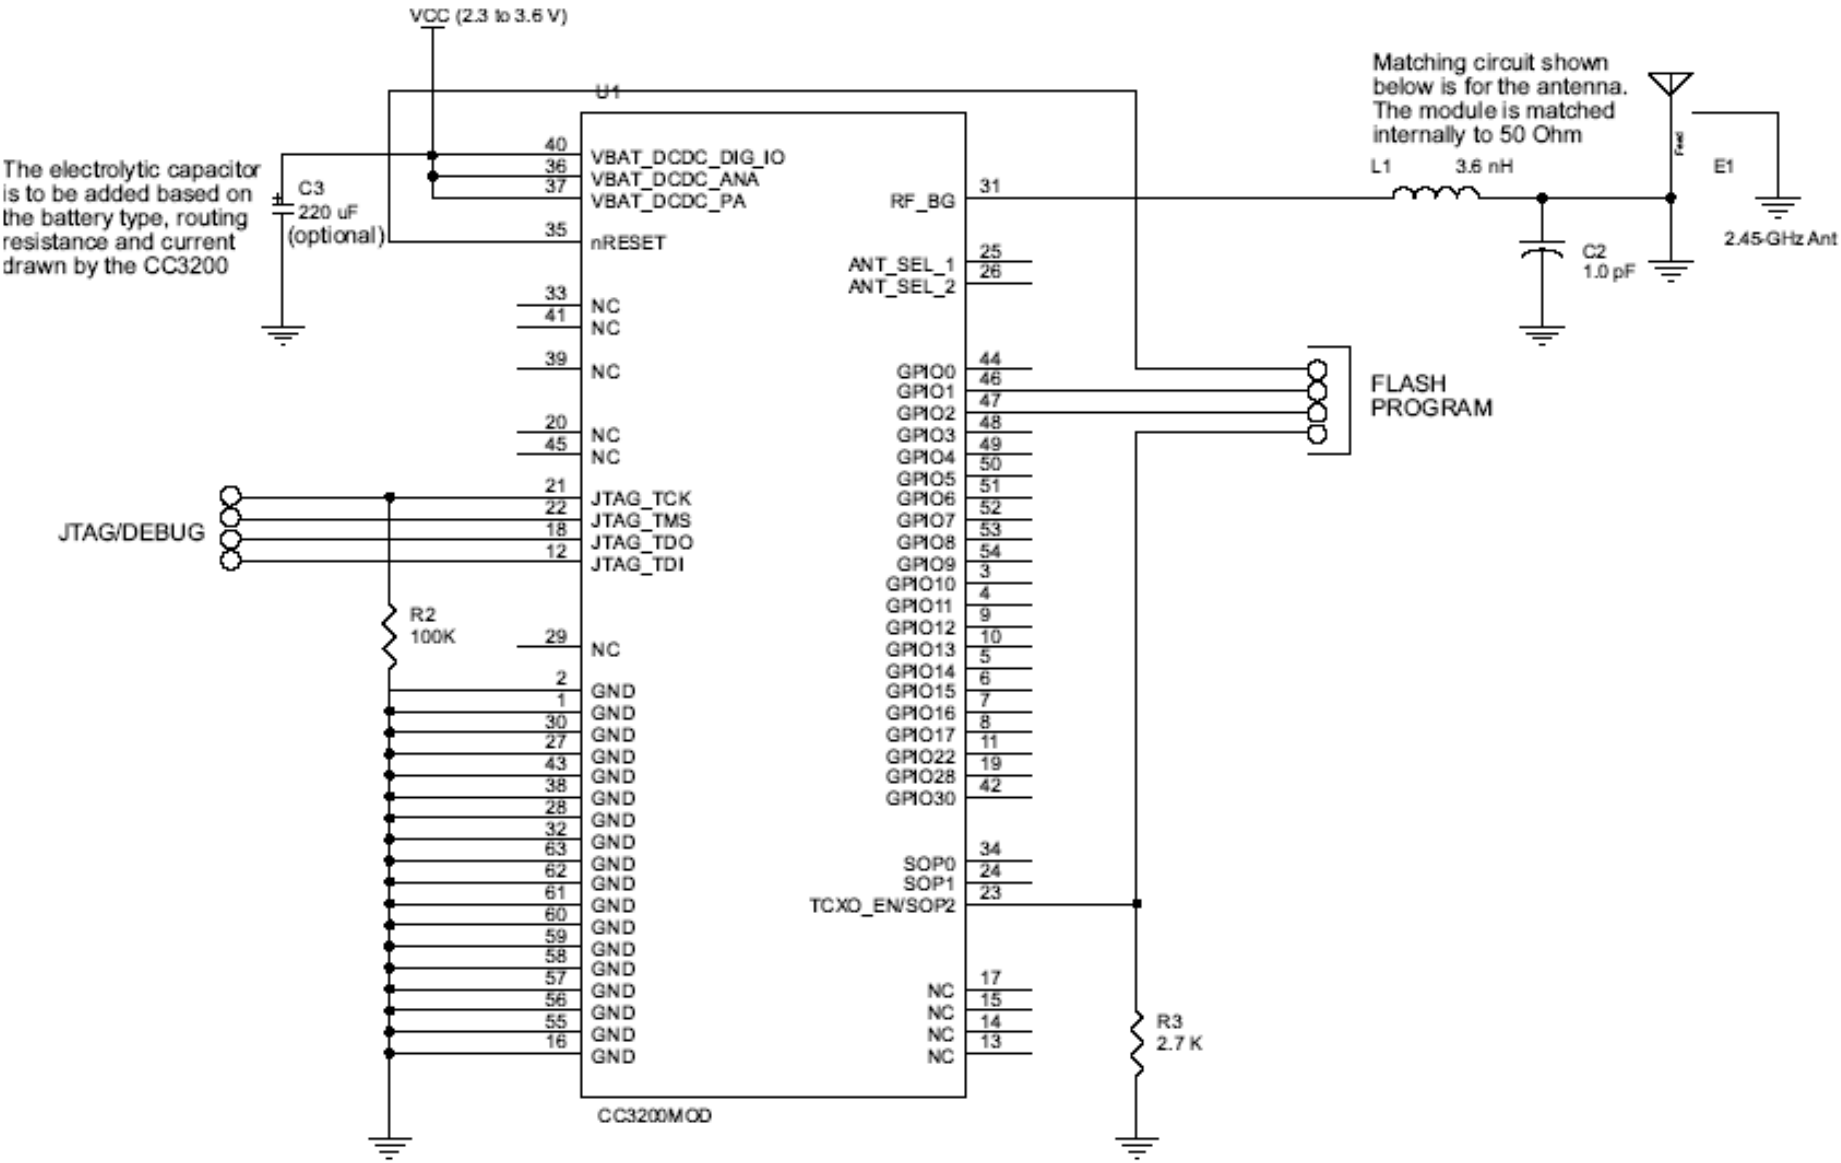 VCC (2.3 to 3.6 V)
U1
The electrolytic capacitor
is to be added based on
the battery type, routing
resistance and current
drawn by the CC3200
C3
220 uF
(optional)
+
40 VBAT_DCDC_DIG_IO
36 VBAT_DCDC_ANA
37 VBAT_DCDC_PA
35 nRESET
33 NC
41 NC
39 NC
20 NC
45 NC
JTAG/DEBUG
21 JTAG_TCK
22 JTAG_TMS
18 JTAG_TDO
12 JTAG_TDI
R2
100K
29 NC
2 GND
1 GND
30 GND
27 GND
43 GND
38 GND
28 GND
32 GND
63 GND
62 GND
61 GND
60 GND
59 GND
58 GND
57 GND
56 GND
55 GND
16 GND
CC3200MOD
RF_BG 31
ANT_SEL_1 25
ANT_SEL_2 26
GPIO0 44
GPIO1 46
GPIO2 47
GPIO3 48
GPIO4 49
GPIO5 50
GPIO6 51
GPIO7 52
GPIO8 53
GPIO9 54
GPIO10 3
GPIO11 4
GPIO12 9
GPIO13 10
GPIO14 5
GPIO15 6
GPIO16 7
GPIO17 8
GPIO22 11
GPIO28 19
GPIO30 42
SOP0 34
SOP1 24
TCXO_EN/SOP2 23
NC 17
NC 15
NC 14
NC 13
R3
2.7 K
Matching circuit shown
below is for the antenna.
The module is matched
internally to 50 Ohm
L1 3.6 nH
Feed
E1
2.45-GHz Ant
C2
1.0 pF
FLASH
PROGRAM